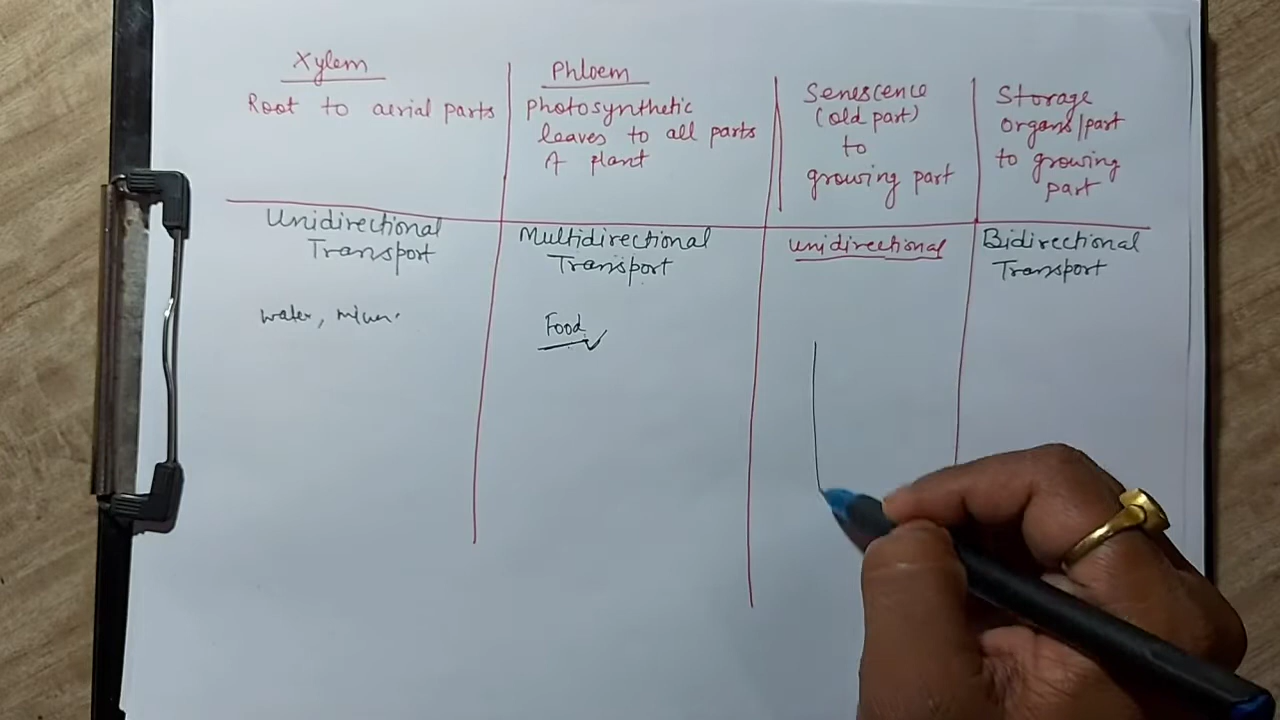 Xylem
Root to aerial parts
Phloem
Photosynthetic
leaves to all parts
of plant
Senescence
(old part)
to
growing part
Storage
organs/part
to growing
part
Unidirectional
Transport
Multidirectional
Transport
Unidirectional
Bidirectional
Transport
water,
Food